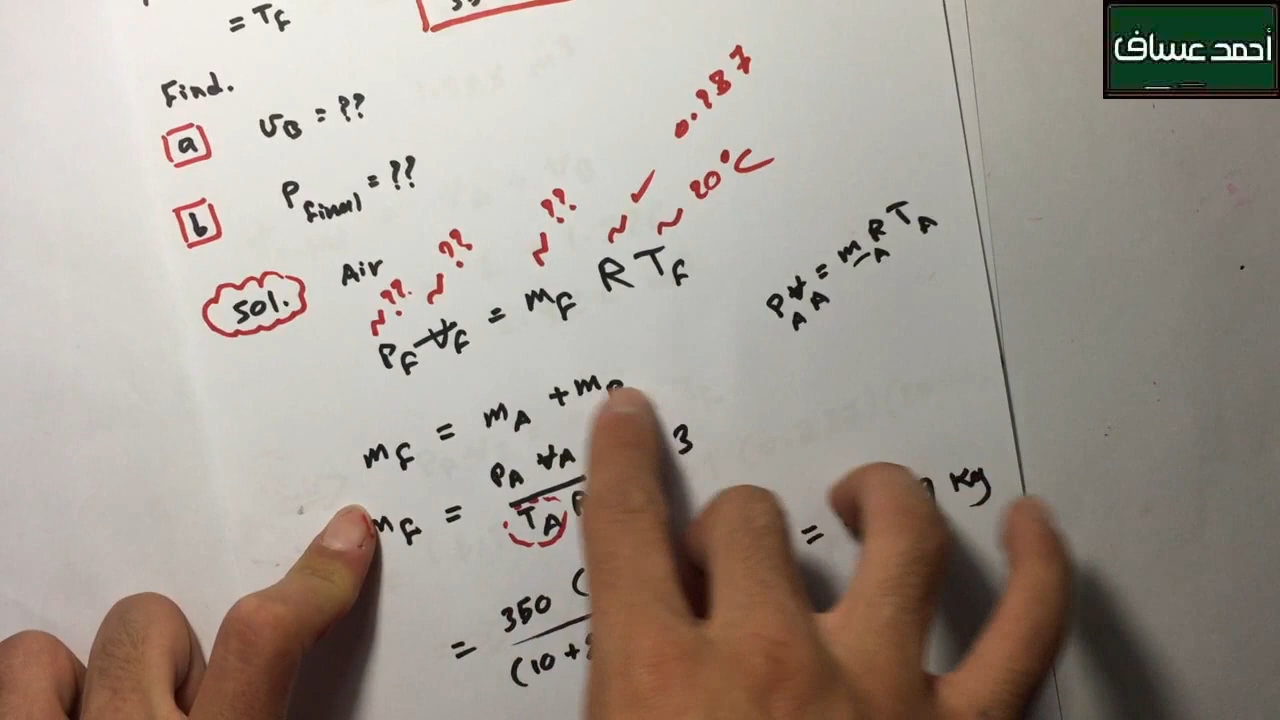 = T_F
أحمد عساف
Find.
a V_B = ??
b P_final = ??
0.287
20°C
Sol. Air
?? ?? ?? ✓
P_F V_F = m_F R T_F
P_A V_A = m_A R T_A
m_F = m_A + m
m_F = P_A V_A 3
T_A
= kg
= 350 (
(10 +